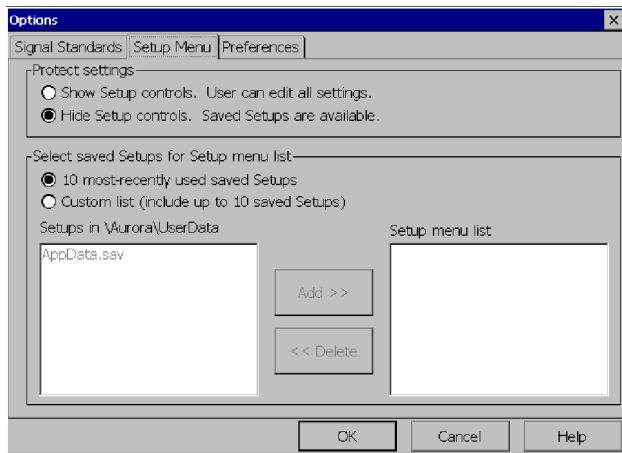 Options
Signal Standards
Setup Menu
Preferences
Protect settings
Show Setup controls. User can edit all settings.
Hide Setup controls. Saved Setups are available.
Select saved Setups for Setup menu list
10 most-recently used saved Setups
Custom list (include up to 10 saved Setups)
Setups in \Aurora\UserData
Setup menu list
AppData.sav
Add >>
<< Delete
OK
Cancel
Help